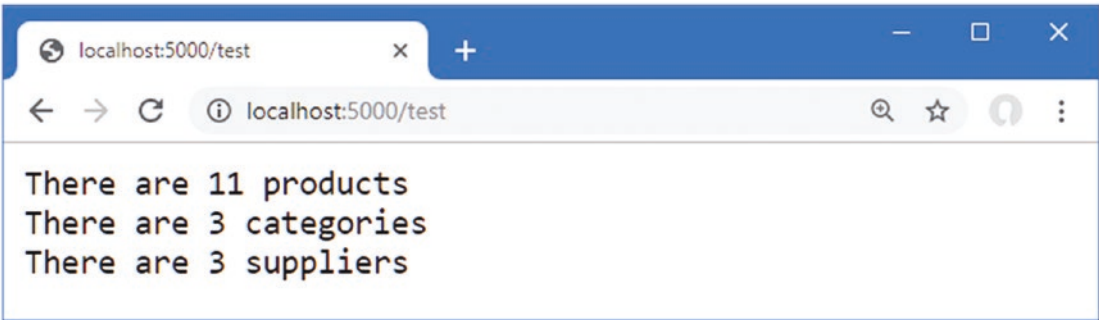 localhost:5000/test
localhost:5000/test
There are 11 products
There are 3 categories
There are 3 suppliers